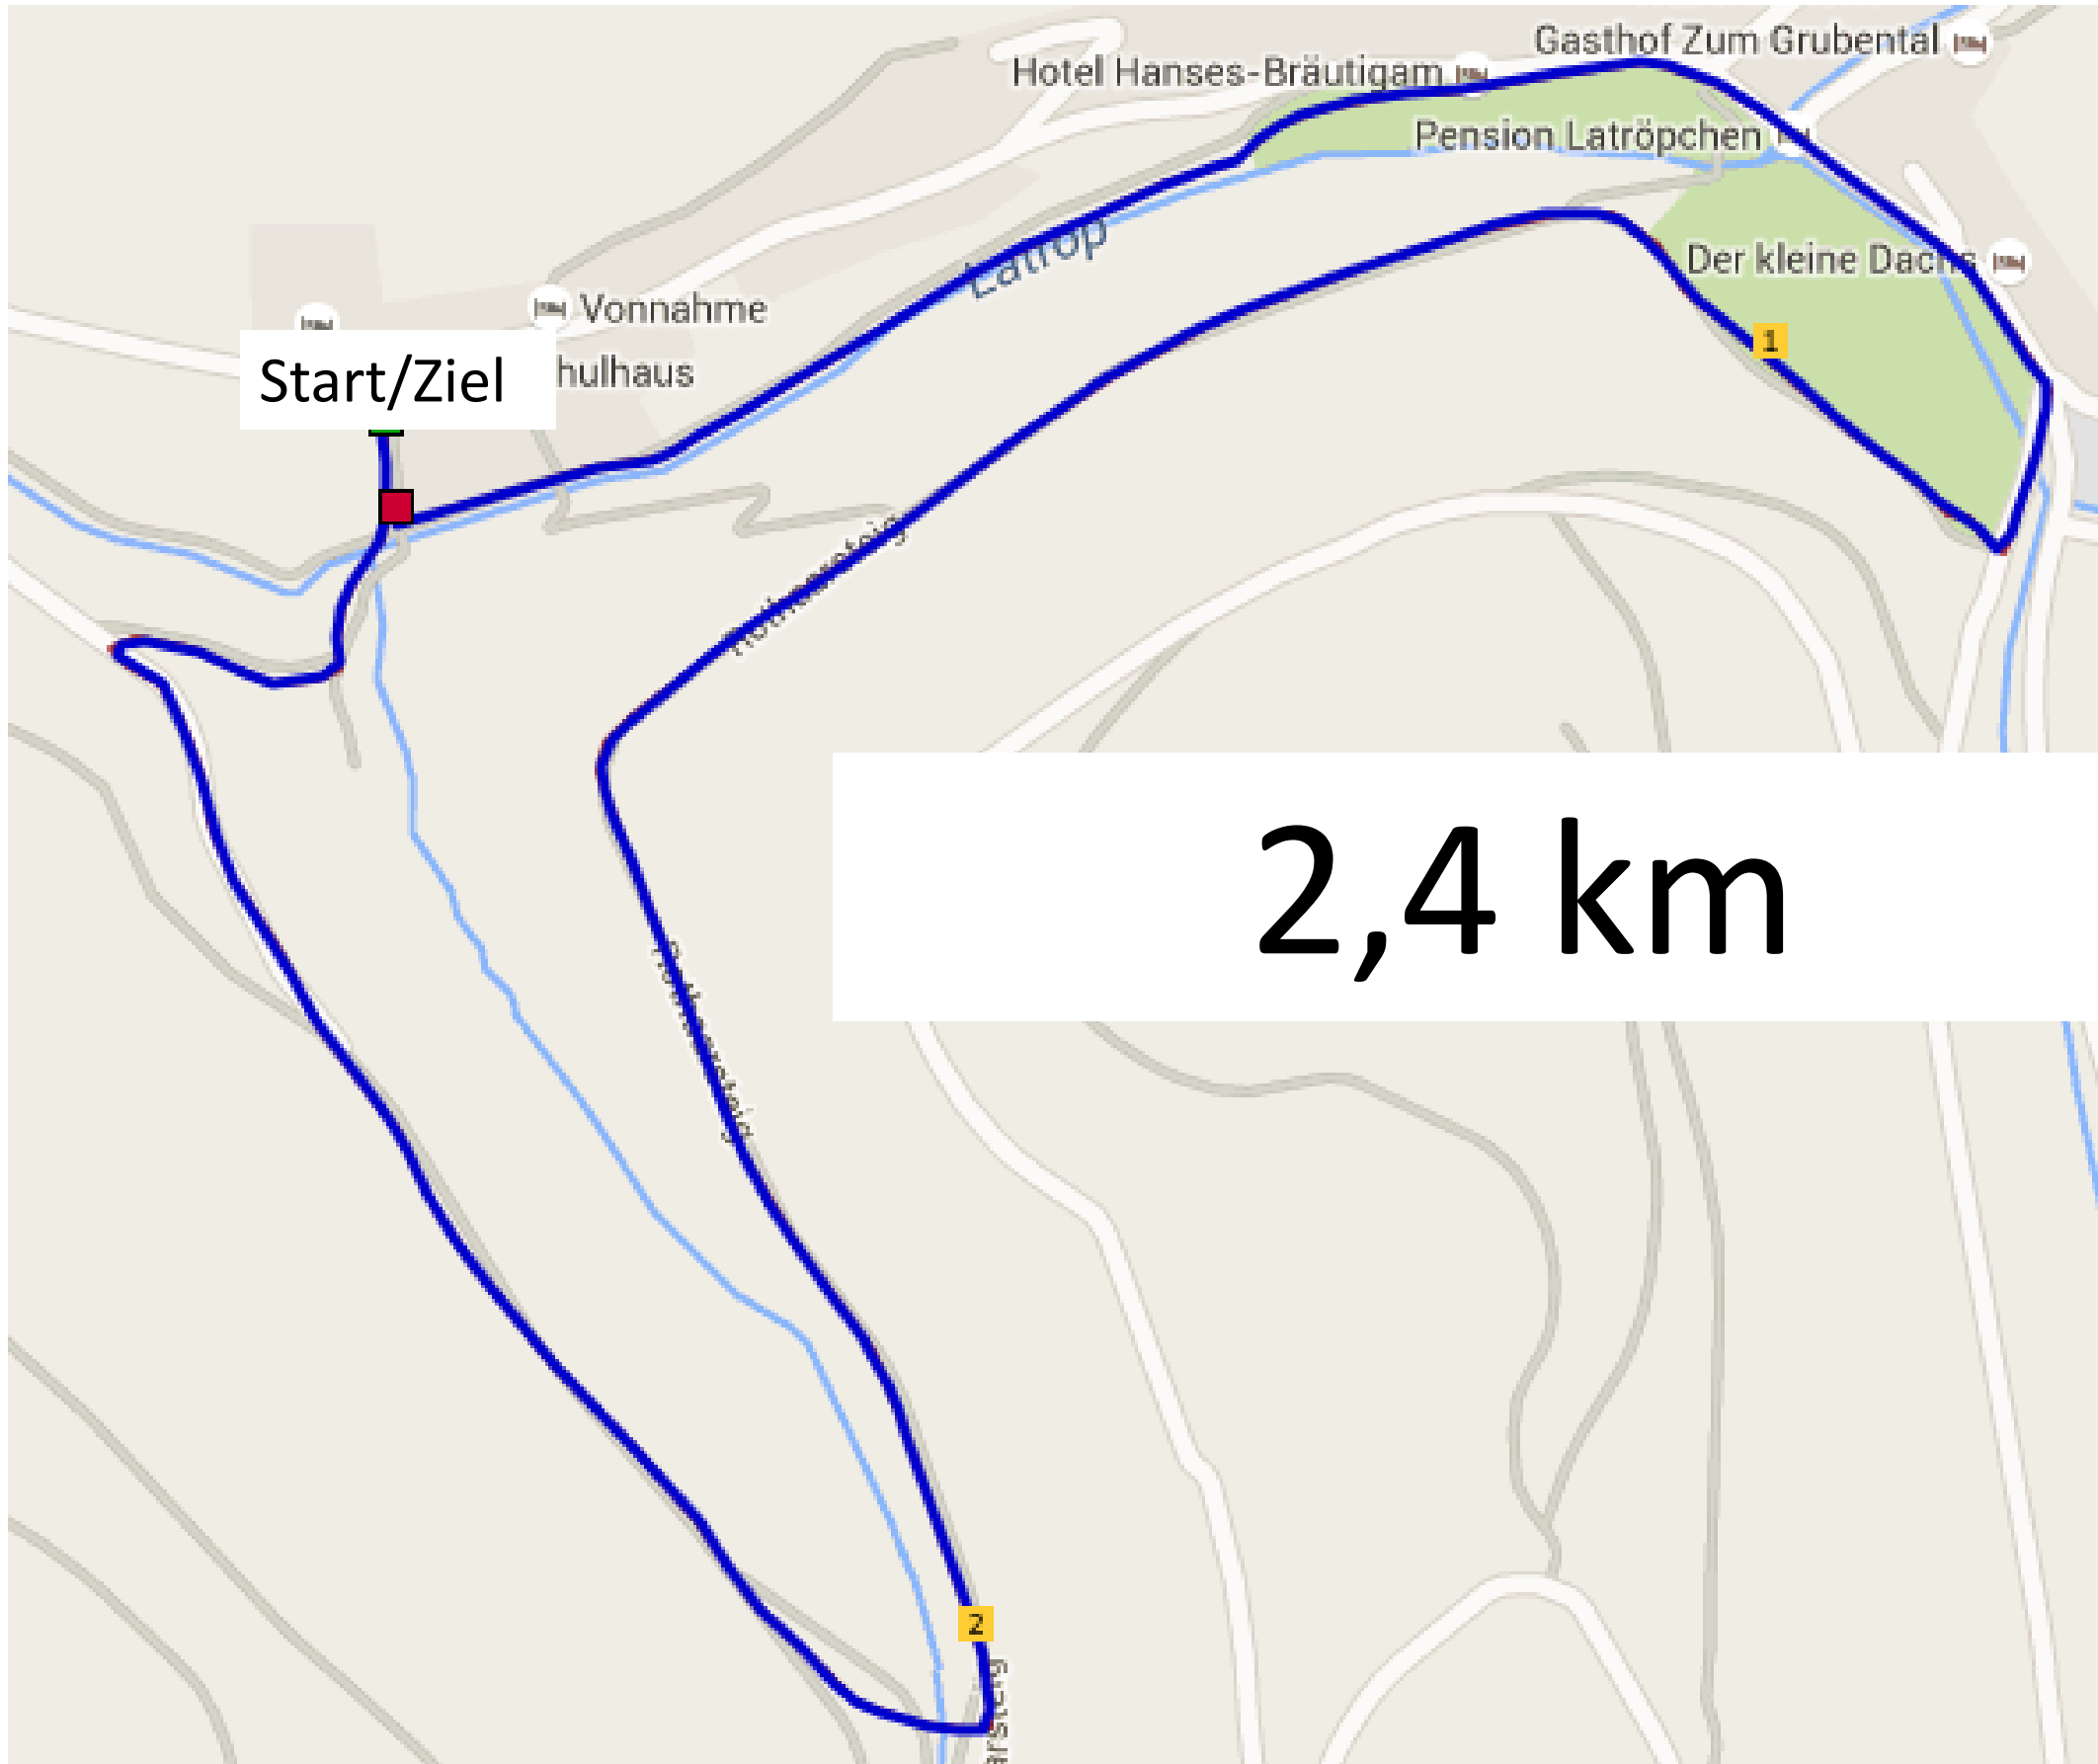 Gasthof Zum Grubental
Hotel Hanses-Bräutigam
Pension Latröpchen
Latrop
Der kleine Dachs
Vonnahme
1
Start/Ziel
hulhaus
2,4 km
2